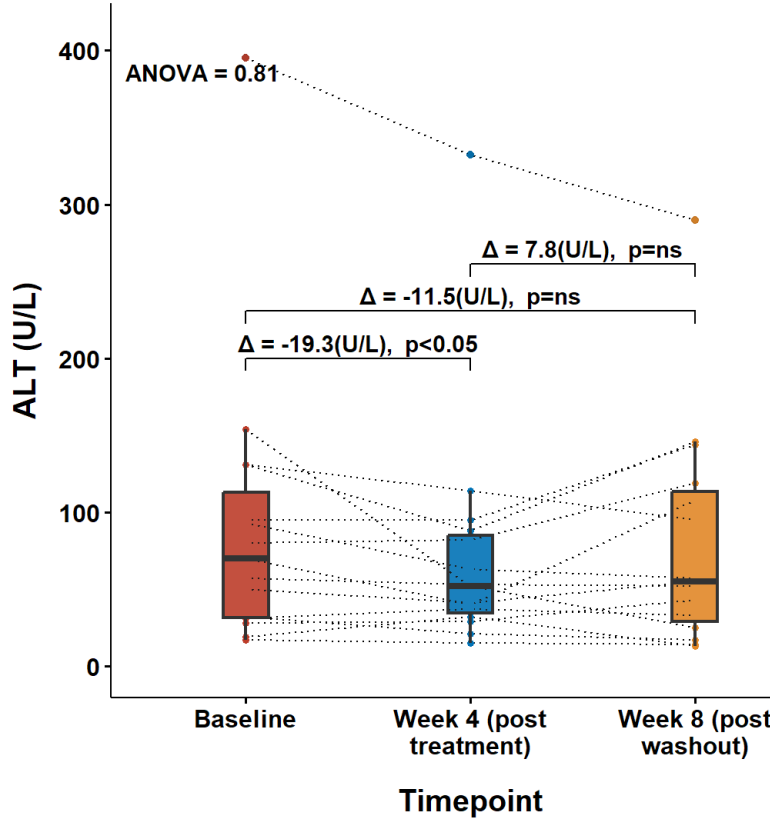 400
ANOVA = 0.81
300
Δ = 7.8(U/L),  p=ns
Δ = -11.5(U/L),  p=ns
Δ = -19.3(U/L),  p<0.05
200
100
0
ALT (U/L)
Baseline
Week 4 (post
treatment)
Week 8 (post
washout)
Timepoint